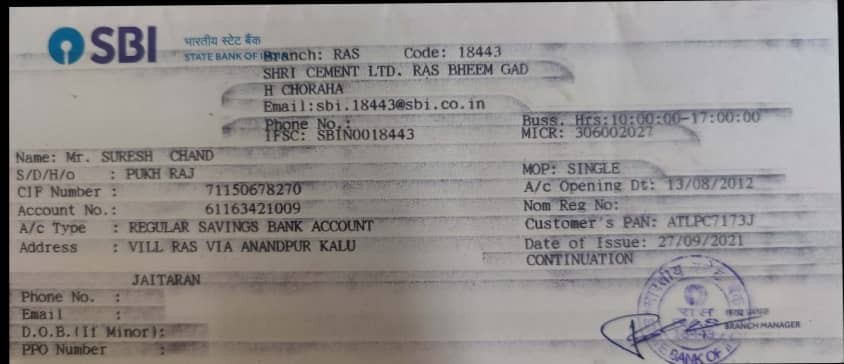 SBI भारतीय स्टेट बैंक
STATE BANK OF Branch: RAS Code: 18443
SHRI CEMENT LTD. RAS BHEEM GAD
H CHORAHA
Email:sbi.18443@sbi.co.in
Phone No.: Buss. Hrs:10:00:00-17:00:00
IFSC: SBIN0018443 MICR: 306002027
Name: Mr. SURESH CHAND
S/D/H/o : PUKH RAJ MOP: SINGLE
CIF Number : 71150678270 A/c Opening Dt: 13/08/2012
Account No.: 61163421009 Nom Reg No:
A/c Type : REGULAR SAVINGS BANK ACCOUNT Customer's PAN: ATLPC7173J
Address : VILL RAS VIA ANANDPUR KALU Date of Issue: 27/09/2021
CONTINUATION
JAITARAN
Phone No. :
Email :
D.O.B.(If Minor):
PPO Number :
भारतीय स्टेट बैंक
रास
BRANCH MANAGER
BANK OF